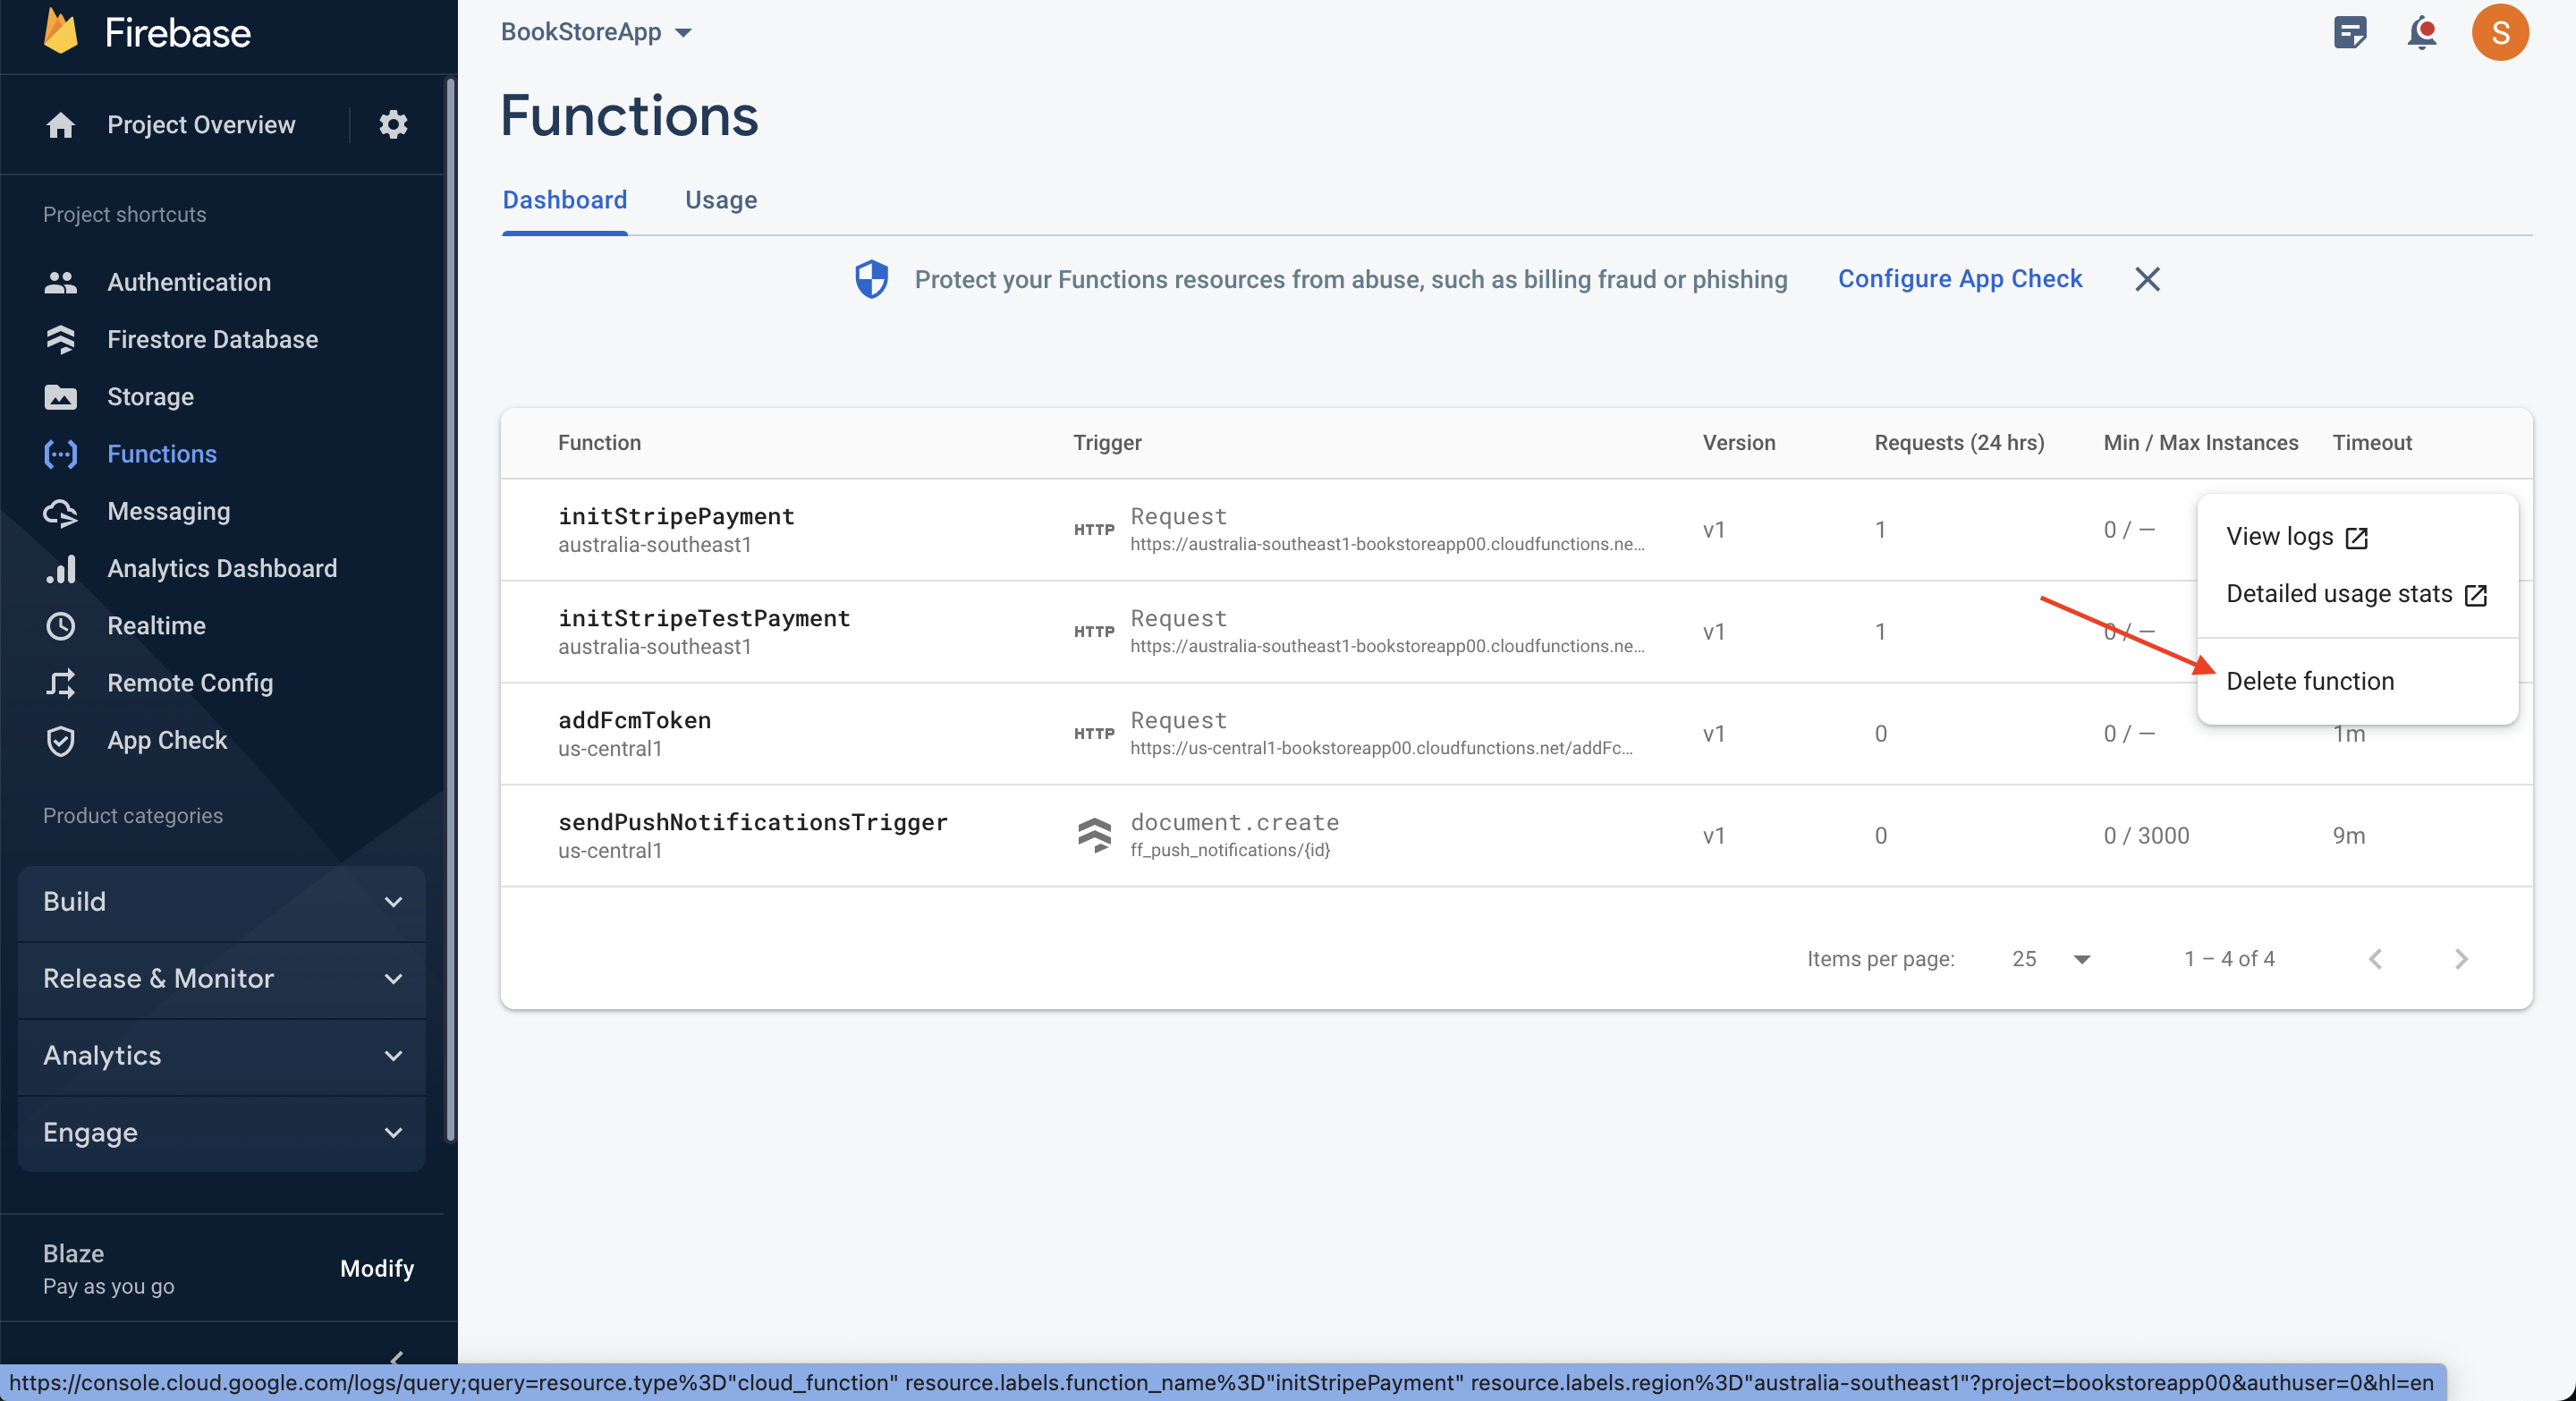 Firebase
Project Overview
Project shortcuts
Authentication
Firestore Database
Storage
Functions
Messaging
Analytics Dashboard
Realtime
Remote Config
App Check
Product categories
Build
Release & Monitor
Analytics
Engage
Blaze
Pay as you go
Modify
BookStoreApp
S
Functions
Dashboard Usage
Protect your Functions resources from abuse, such as billing fraud or phishing Configure App Check
Function Trigger Version Requests (24 hrs) Min / Max Instances Timeout
initStripePayment
australia-southeast1
HTTP
Request
https://australia-southeast1-bookstoreapp00.cloudfunctions.ne...
v1 1 0 / —
initStripeTestPayment
australia-southeast1
HTTP
Request
https://australia-southeast1-bookstoreapp00.cloudfunctions.ne...
v1 1 0 / —
addFcmToken
us-central1
HTTP
Request
https://us-central1-bookstoreapp00.cloudfunctions.net/addFc...
v1 0 0 / — 1m
sendPushNotificationsTrigger
us-central1
document.create
ff_push_notifications/{id}
v1 0 0 / 3000 9m
View logs
Detailed usage stats
Delete function
Items per page: 25 1 – 4 of 4
https://console.cloud.google.com/logs/query;query=resource.type%3D"cloud_function" resource.labels.function_name%3D"initStripePayment" resource.labels.region%3D"australia-southeast1"?project=bookstoreapp00&authuser=0&hl=en